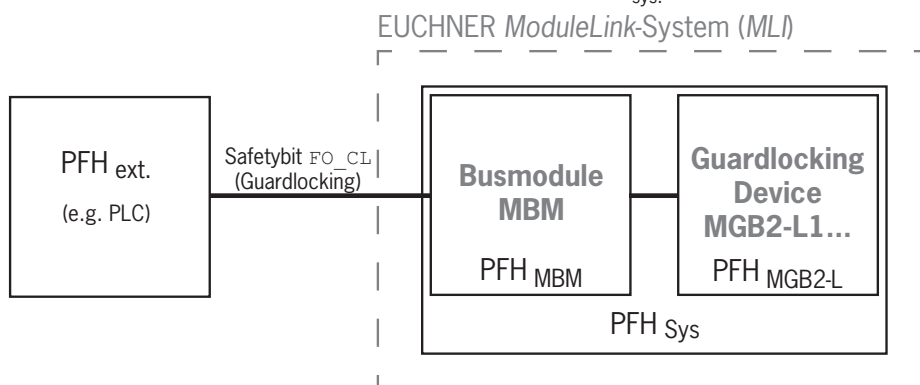 sys.
EUCHNER ModuleLink-System (MLI)
PFH ext.
(e.g. PLC)
Safetybit FO_CL
(Guardlocking)
Busmodule
MBM
PFH MBM
Guardlocking
Device
MGB2-L1...
PFH MGB2-L
PFH Sys